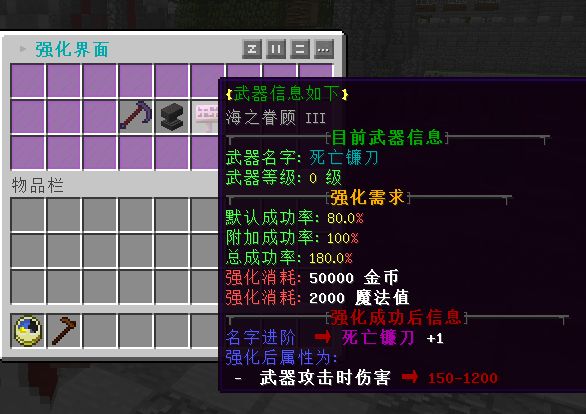 强化界面
武器信息如下
海之眷顾 III
目前武器信息
武器名字: 死亡镰刀
武器等级: 0 级
强化需求
默认成功率: 80.0%
附加成功率: 100%
总成功率: 180.0%
强化消耗: 50000 金币
强化消耗: 2000 魔法值
强化成功后信息
名字进阶 ➡ 死亡镰刀 +1
强化后属性为:
- 武器攻击时伤害 ➡ 150-1200
物品栏